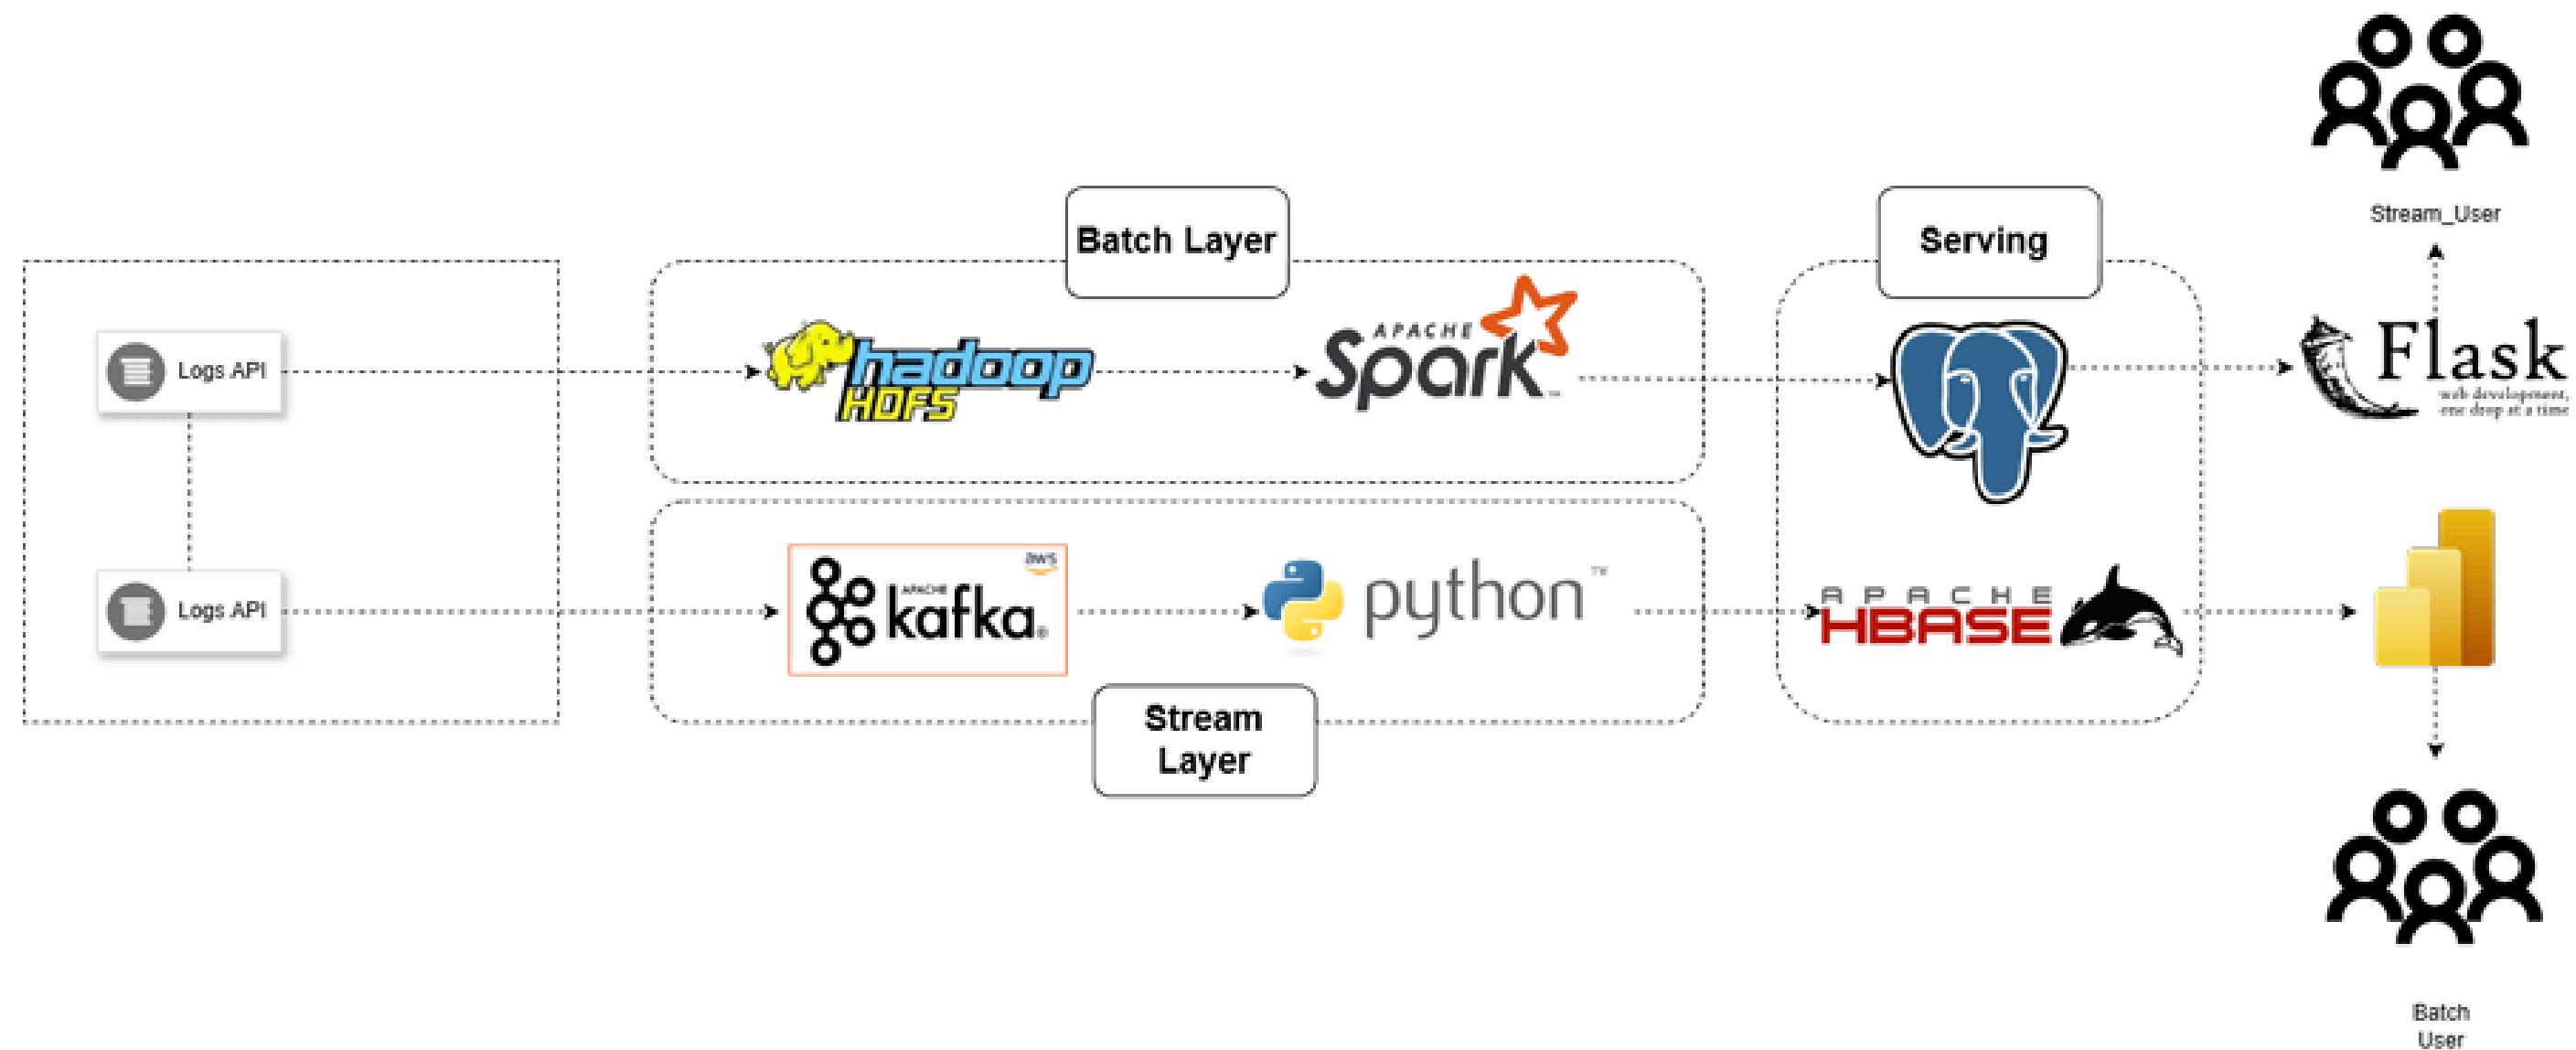 Stream_User
Batch Layer
Serving
Logs API
hadoop
HDFS
APACHE
Spark
Flask
web development,
one drop at a time
Logs API
aws
APACHE
kafka
python
TM
APACHE
HBASE
Stream
Layer
Batch
User